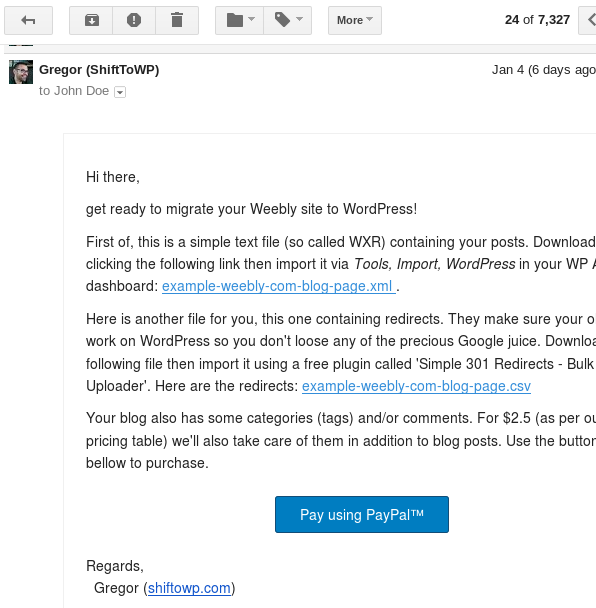 More
24 of 7,327
Gregor (ShiftToWP)
Jan 4 (6 days ago
to John Doe
Hi there,
get ready to migrate your Weebly site to WordPress!
First of, this is a simple text file (so called WXR) containing your posts. Download
clicking the following link then import it via Tools, Import, WordPress in your WP A
dashboard: example-weebly-com-blog-page.xml .
Here is another file for you, this one containing redirects. They make sure your o
work on WordPress so you don't loose any of the precious Google juice. Downloa
following file then import it using a free plugin called 'Simple 301 Redirects - Bulk
Uploader'. Here are the redirects: example-weebly-com-blog-page.csv
Your blog also has some categories (tags) and/or comments. For $2.5 (as per ou
pricing table) we'll also take care of them in addition to blog posts. Use the button
bellow to purchase.
Pay using PayPal™
Regards,
Gregor (shiftowp.com)